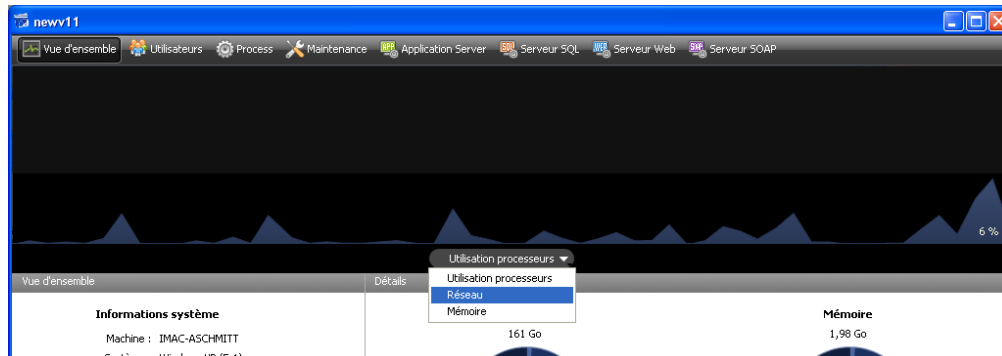 newv11
Vue d'ensemble Utilisateurs Process Maintenance Application Server Serveur SQL Serveur Web Serveur SOAP
6 %
Utilisation processeurs
Utilisation processeurs
Réseau
Mémoire
Vue d'ensemble Détails
Informations système Mémoire
Machine : IMAC-ASCHMITT 161 Go 1,98 Go